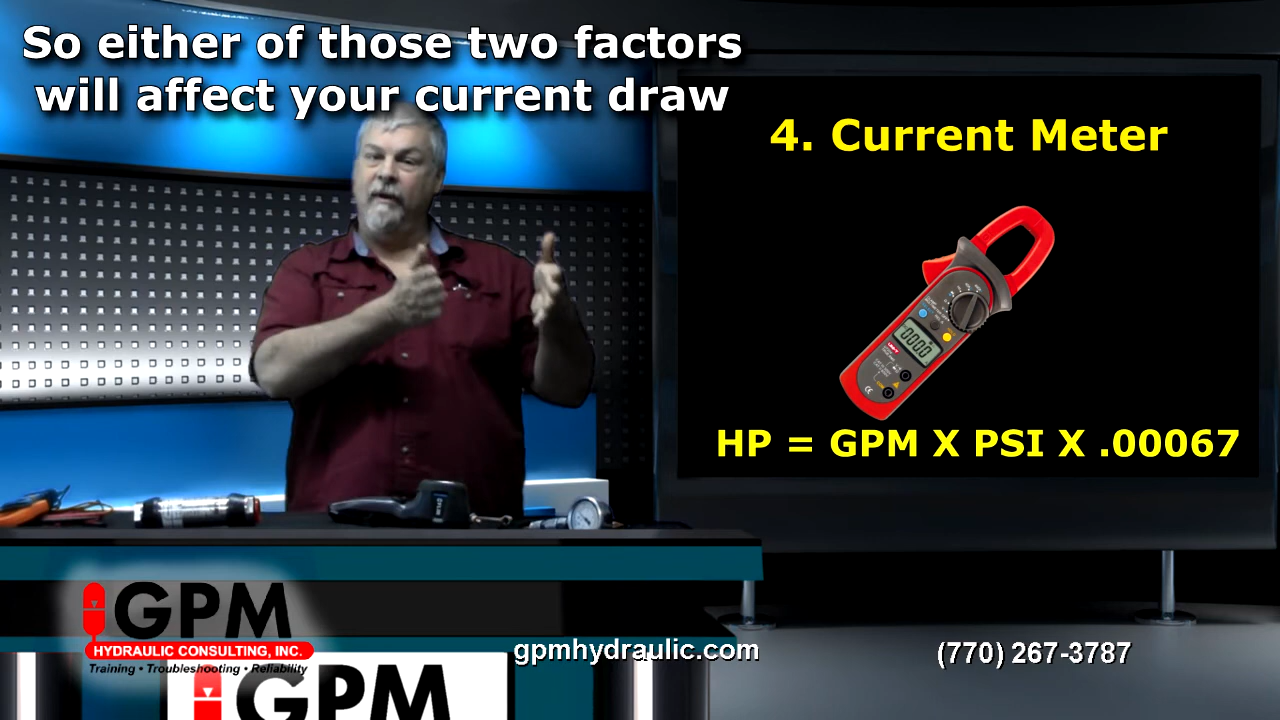 So either of those two factors
will affect your current draw
4. Current Meter
HP = GPM X PSI X .00067
GPM
HYDRAULIC CONSULTING, INC.
Training • Troubleshooting • Reliability
gpmhydraulic.com
(770) 267-3787
GPM